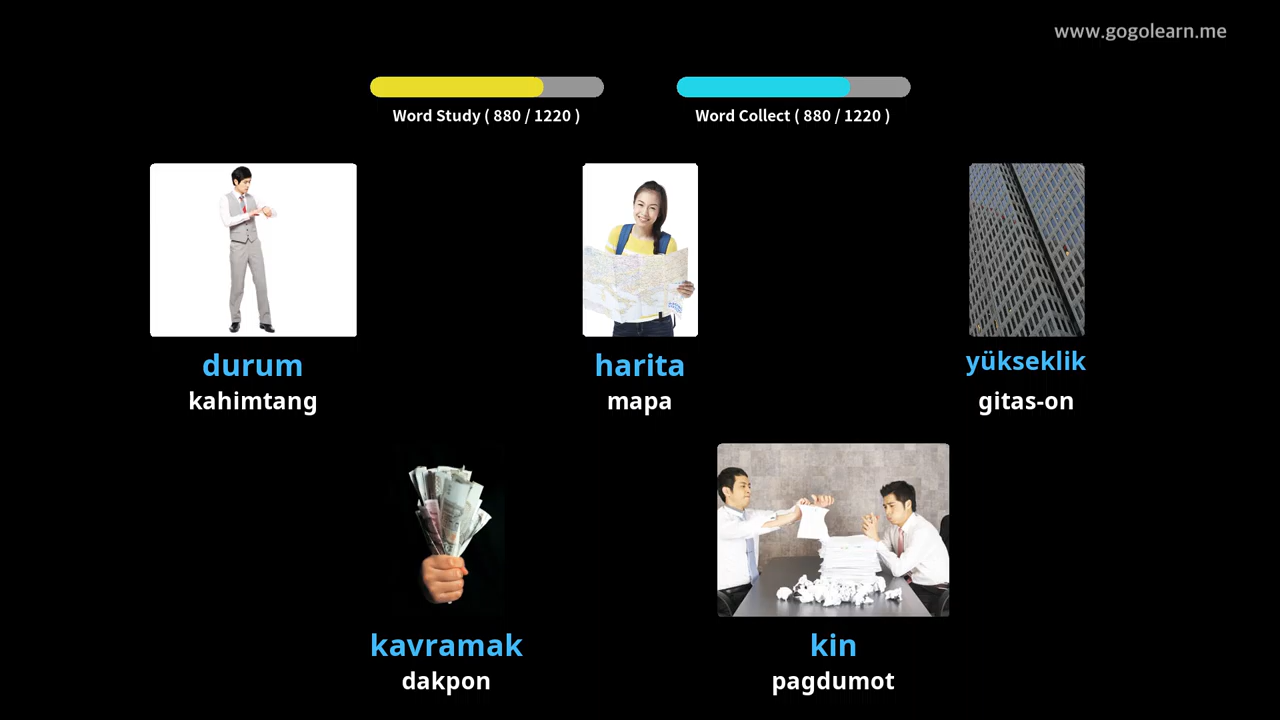 www.gogolearn.me
Word Study ( 880 / 1220 )
Word Collect ( 880 / 1220 )
durum
kahimtang
harita
mapa
yükseklik
gitas-on
kavramak
dakpon
kin
pagdumot